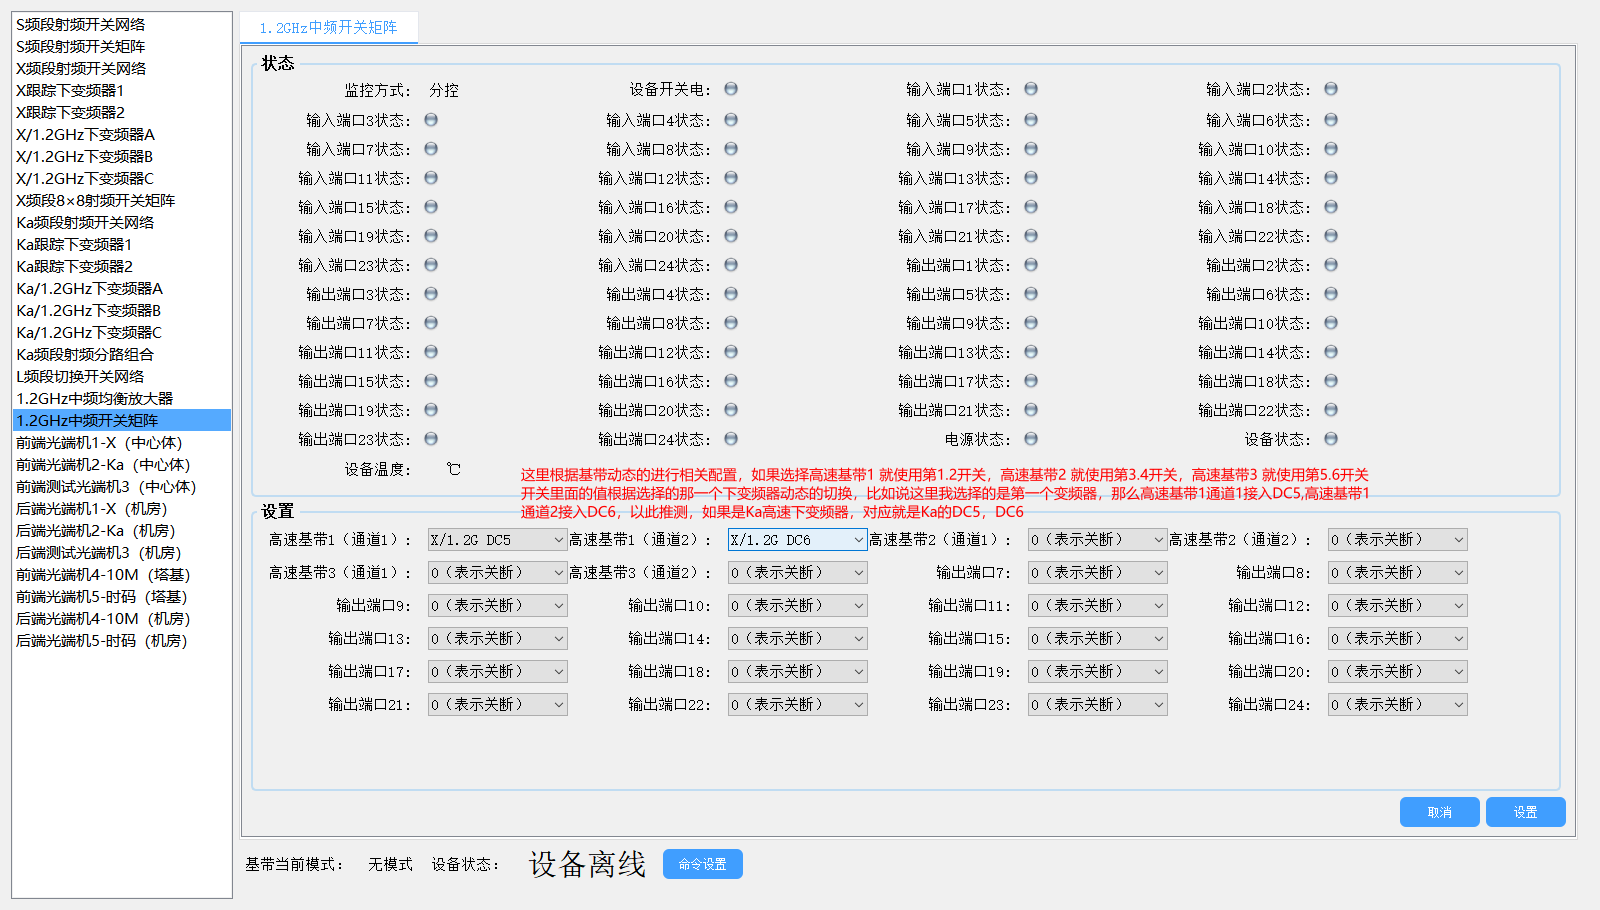 S频段射频开关网络
S频段射频开关矩阵
X频段射频开关网络
X跟踪下变频器1
X跟踪下变频器2
X/1.2GHz下变频器A
X/1.2GHz下变频器B
X/1.2GHz下变频器C
X频段8×8射频开关矩阵
Ka频段射频开关网络
Ka跟踪下变频器1
Ka跟踪下变频器2
Ka/1.2GHz下变频器A
Ka/1.2GHz下变频器B
Ka/1.2GHz下变频器C
Ka频段射频分路组合
L频段切换开关网络
1.2GHz中频均衡放大器
1.2GHz中频开关矩阵
前端光端机1-X（中心体）
前端光端机2-Ka（中心体）
前端测试光端机3（中心体）
后端光端机1-X（机房）
后端光端机2-Ka（机房）
后端测试光端机3（机房）
前端光端机4-10M（塔基）
前端光端机5-时码（塔基）
后端光端机4-10M（机房）
后端光端机5-时码（机房）
1.2GHz中频开关矩阵
状态
监控方式： 分控 设备开关电： 输入端口1状态： 输入端口2状态：
输入端口3状态： 输入端口4状态： 输入端口5状态： 输入端口6状态：
输入端口7状态： 输入端口8状态： 输入端口9状态： 输入端口10状态：
输入端口11状态： 输入端口12状态： 输入端口13状态： 输入端口14状态：
输入端口15状态： 输入端口16状态： 输入端口17状态： 输入端口18状态：
输入端口19状态： 输入端口20状态： 输入端口21状态： 输入端口22状态：
输入端口23状态： 输入端口24状态： 输出端口1状态： 输出端口2状态：
输出端口3状态： 输出端口4状态： 输出端口5状态： 输出端口6状态：
输出端口7状态： 输出端口8状态： 输出端口9状态： 输出端口10状态：
输出端口11状态： 输出端口12状态： 输出端口13状态： 输出端口14状态：
输出端口15状态： 输出端口16状态： 输出端口17状态： 输出端口18状态：
输出端口19状态： 输出端口20状态： 输出端口21状态： 输出端口22状态：
输出端口23状态： 输出端口24状态： 电源状态： 设备状态：
设备温度： ℃
这里根据基带动态的进行相关配置，如果选择高速基带1 就使用第1.2开关，高速基带2 就使用第3.4开关，高速基带3 就使用第5.6开关
开关里面的值根据选择的那一个下变频器动态的切换，比如说这里我选择的是第一个变频器，那么高速基带1通道1接入DC5,高速基带1
通道2接入DC6，以此推测，如果是Ka高速下变频器，对应就是Ka的DC5，DC6
设置
高速基带1（通道1）： X/1.2G DC5 高速基带1（通道2）： X/1.2G DC6 高速基带2（通道1）： 0（表示关断） 高速基带2（通道2）： 0（表示关断）
高速基带3（通道1）： 0（表示关断） 高速基带3（通道2）： 0（表示关断） 输出端口7： 0（表示关断） 输出端口8： 0（表示关断）
输出端口9： 0（表示关断） 输出端口10： 0（表示关断） 输出端口11： 0（表示关断） 输出端口12： 0（表示关断）
输出端口13： 0（表示关断） 输出端口14： 0（表示关断） 输出端口15： 0（表示关断） 输出端口16： 0（表示关断）
输出端口17： 0（表示关断） 输出端口18： 0（表示关断） 输出端口19： 0（表示关断） 输出端口20： 0（表示关断）
输出端口21： 0（表示关断） 输出端口22： 0（表示关断） 输出端口23： 0（表示关断） 输出端口24： 0（表示关断）
取消 设置
基带当前模式： 无模式 设备状态： 设备离线 命令设置